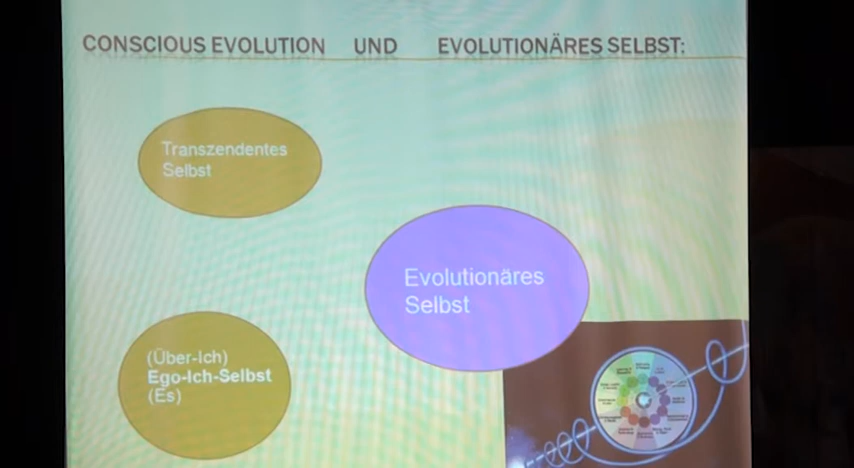 CONSCIOUS EVOLUTION UND EVOLUTIONÄRES SELBST:
Transzendentes
Selbst
Evolutionäres
Selbst
(Über-Ich)
Ego-Ich-Selbst
(Es)